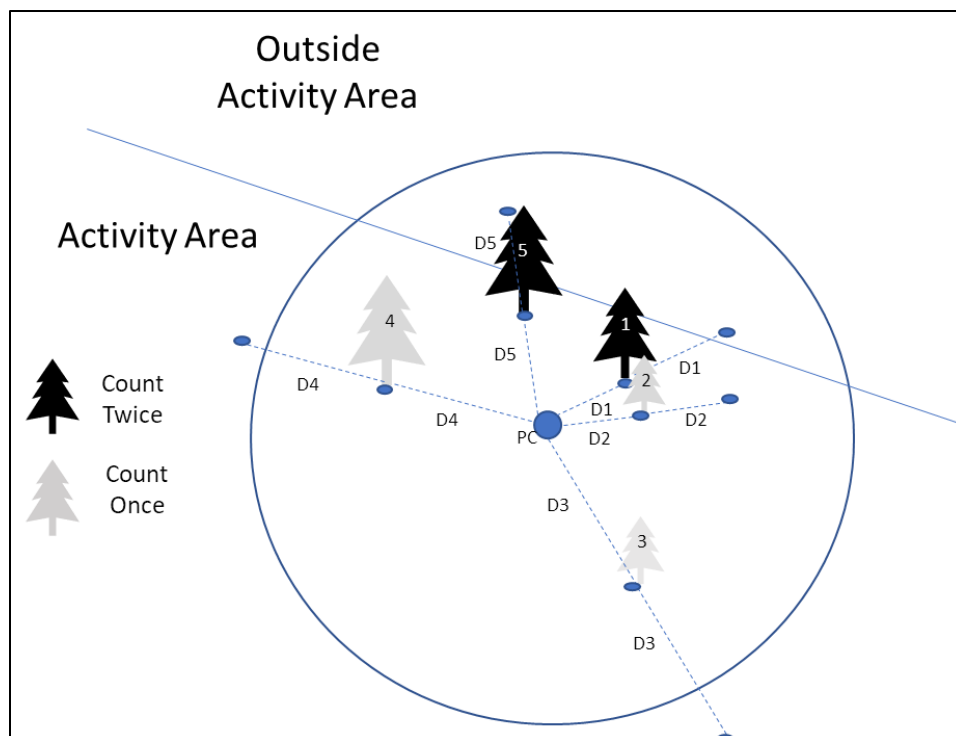 Outside
Activity Area
Activity Area
D5
5
1
4
D5
D1
2
D4
D1
D2
D4
PC
D2
Count
Twice
Count
Once
D3
3
D3